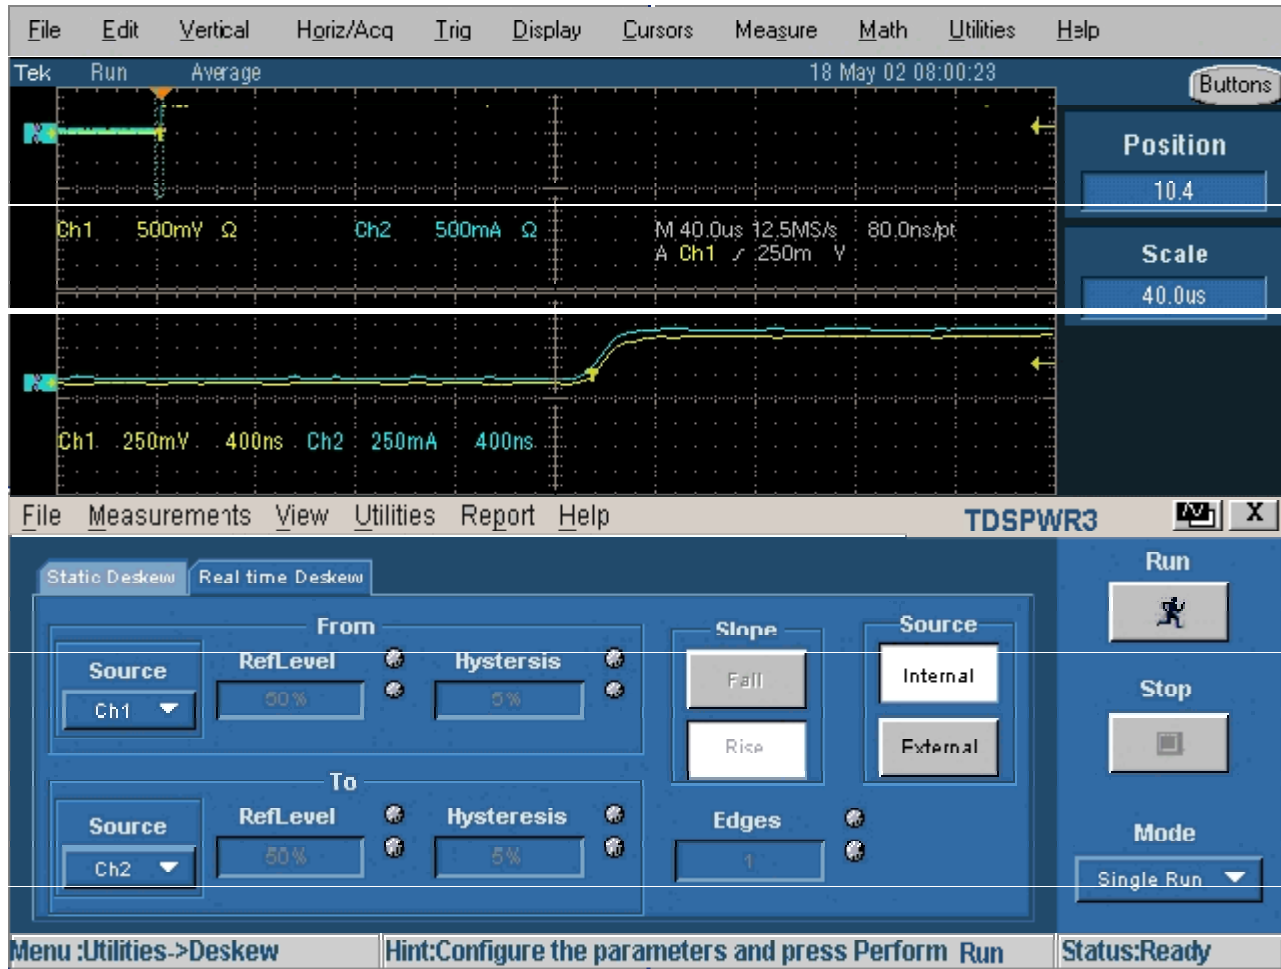 File Edit Vertical Horiz/Acq Trig Display Cursors Measure Math Utilities Help
Tek Run Average 18 May 02 08:00:23
Buttons
Position
10.4
Ch1 500mV Ω Ch2 500mA Ω M 40.0us 12.5MS/s 80.0ns/pt
A Ch1 / 250m V
Scale
40.0us
Ch1 250mV 400ns Ch2 250mA 400ns
File Measurements View Utilities Report Help TDSPWR3 X
Static Deskew Real time Deskew
Run
From
Slope
Source
Source
RefLevel
Hystersis
Ch1
50%
5%
Fall
Rise
Internal
External
Stop
To
Source
RefLevel
Hysteresis
Ch2
50%
5%
Edges
1
Mode
Single Run
Menu :Utilities->Deskew Hint:Configure the parameters and press Perform Run Status:Ready